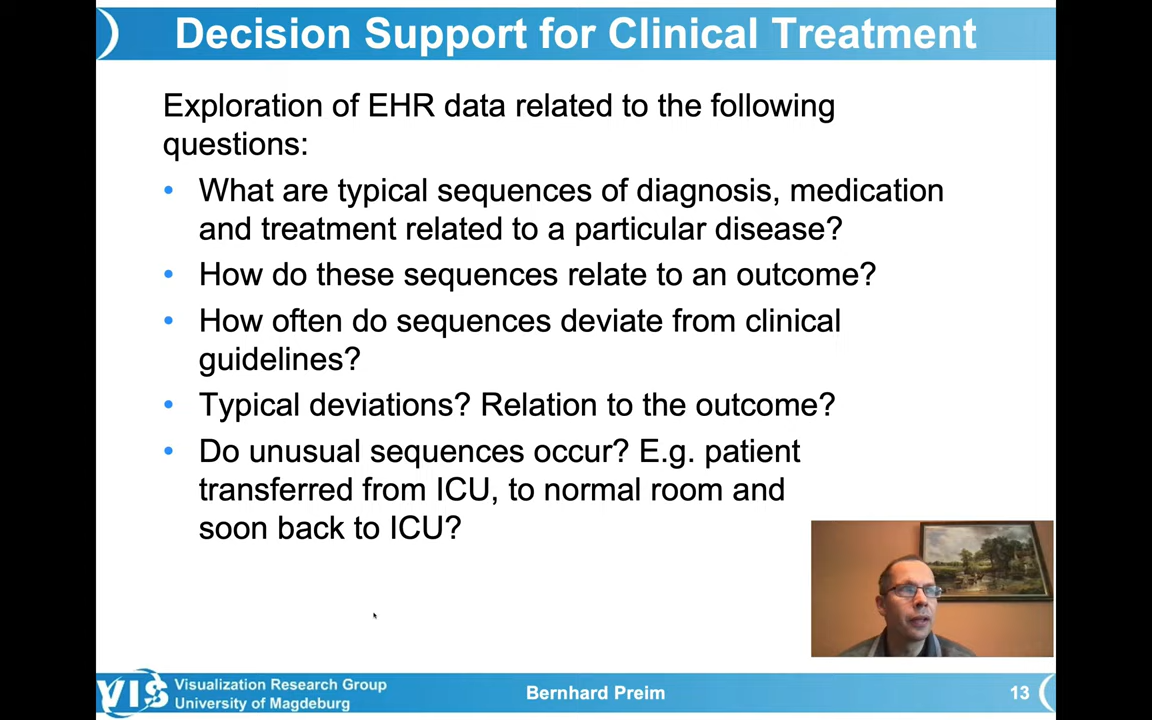 Decision Support for Clinical Treatment
Exploration of EHR data related to the following
questions:
• What are typical sequences of diagnosis, medication
and treatment related to a particular disease?
• How do these sequences relate to an outcome?
• How often do sequences deviate from clinical
guidelines?
• Typical deviations? Relation to the outcome?
• Do unusual sequences occur? E.g. patient
transferred from ICU, to normal room and
soon back to ICU?
VIS
Visualization Research Group
University of Magdeburg
Bernhard Preim
13